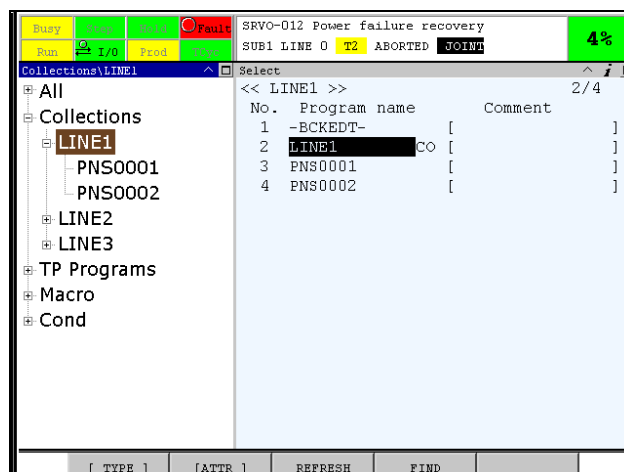 Busy Step Hold Fault
Run I/O Prod TCyc
SRVO-012 Power failure recovery
SUB1 LINE 0 T2 ABORTED JOINT
4%
Collections\LINE1
All
Collections
LINE1
PNS0001
PNS0002
LINE2
LINE3
TP Programs
Macro
Cond
Select
<< LINE1 >> 2/4
No. Program name Comment
1 -BCKEDT- [ ]
2 LINE1 CO [ ]
3 PNS0001 [ ]
4 PNS0002 [ ]
[ TYPE ] [ATTR ] REFRESH FIND